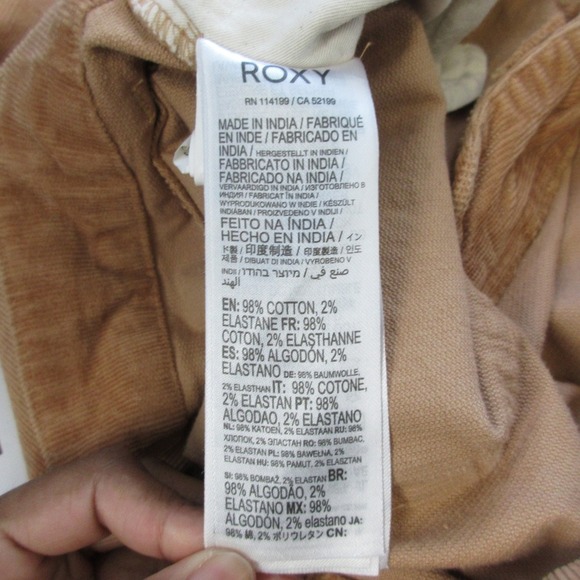 ROXY
RN 114199 / CA 52199
MADE IN INDIA / FABRIQUÉ
EN INDE / FABRICADO EN
INDIA / HERGESTELLT IN INDIEN /
FABBRICATO IN INDIA /
FABRICADO NA INDIA /
VERVAARDIGD IN INDIA / ИЗГОТОВЛЕНО В
ИНДИИ / FABRICAT ÎN INDIA /
WYPRODUKOWANO W INDIE / KÉSZÜLT
INDIÁBAN / PROIZVEDENO V INDIJI /
FEITO NA ÍNDIA /
HECHO EN INDIA / イン
ド製 / 印度制造 / 印度製造 / 인도
제품 / DIBUAT DI INDIA / VYROBENO V
INDII / מיוצר בהודו / صنع في
الهند
EN: 98% COTTON, 2%
ELASTANE FR: 98%
COTON, 2% ELASTHANNE
ES: 98% ALGODÓN, 2%
ELASTANO DE: 98% BAUMWOLLE,
2% ELASTHAN IT: 98% COTONE,
2% ELASTAN PT: 98%
ALGODAO, 2% ELASTANO
NL: 98% KATOEN, 2% ELASTAAN RU: 98%
ХЛОПОК, 2% ЭЛАСТАН RO: 98% BUMBAC,
2% ELASTAN PL: 98% BAWEŁNA, 2%
ELASTAN HU: 98% PAMUT, 2% ELASZTAN
SI: 98% BOMBAŽ, 2% ELASTAN BR:
98% ALGODÃO, 2%
ELASTANO MX: 98%
ALGODÓN, 2% elastano JA:
98% 綿, 2% ポリウレタン CN: